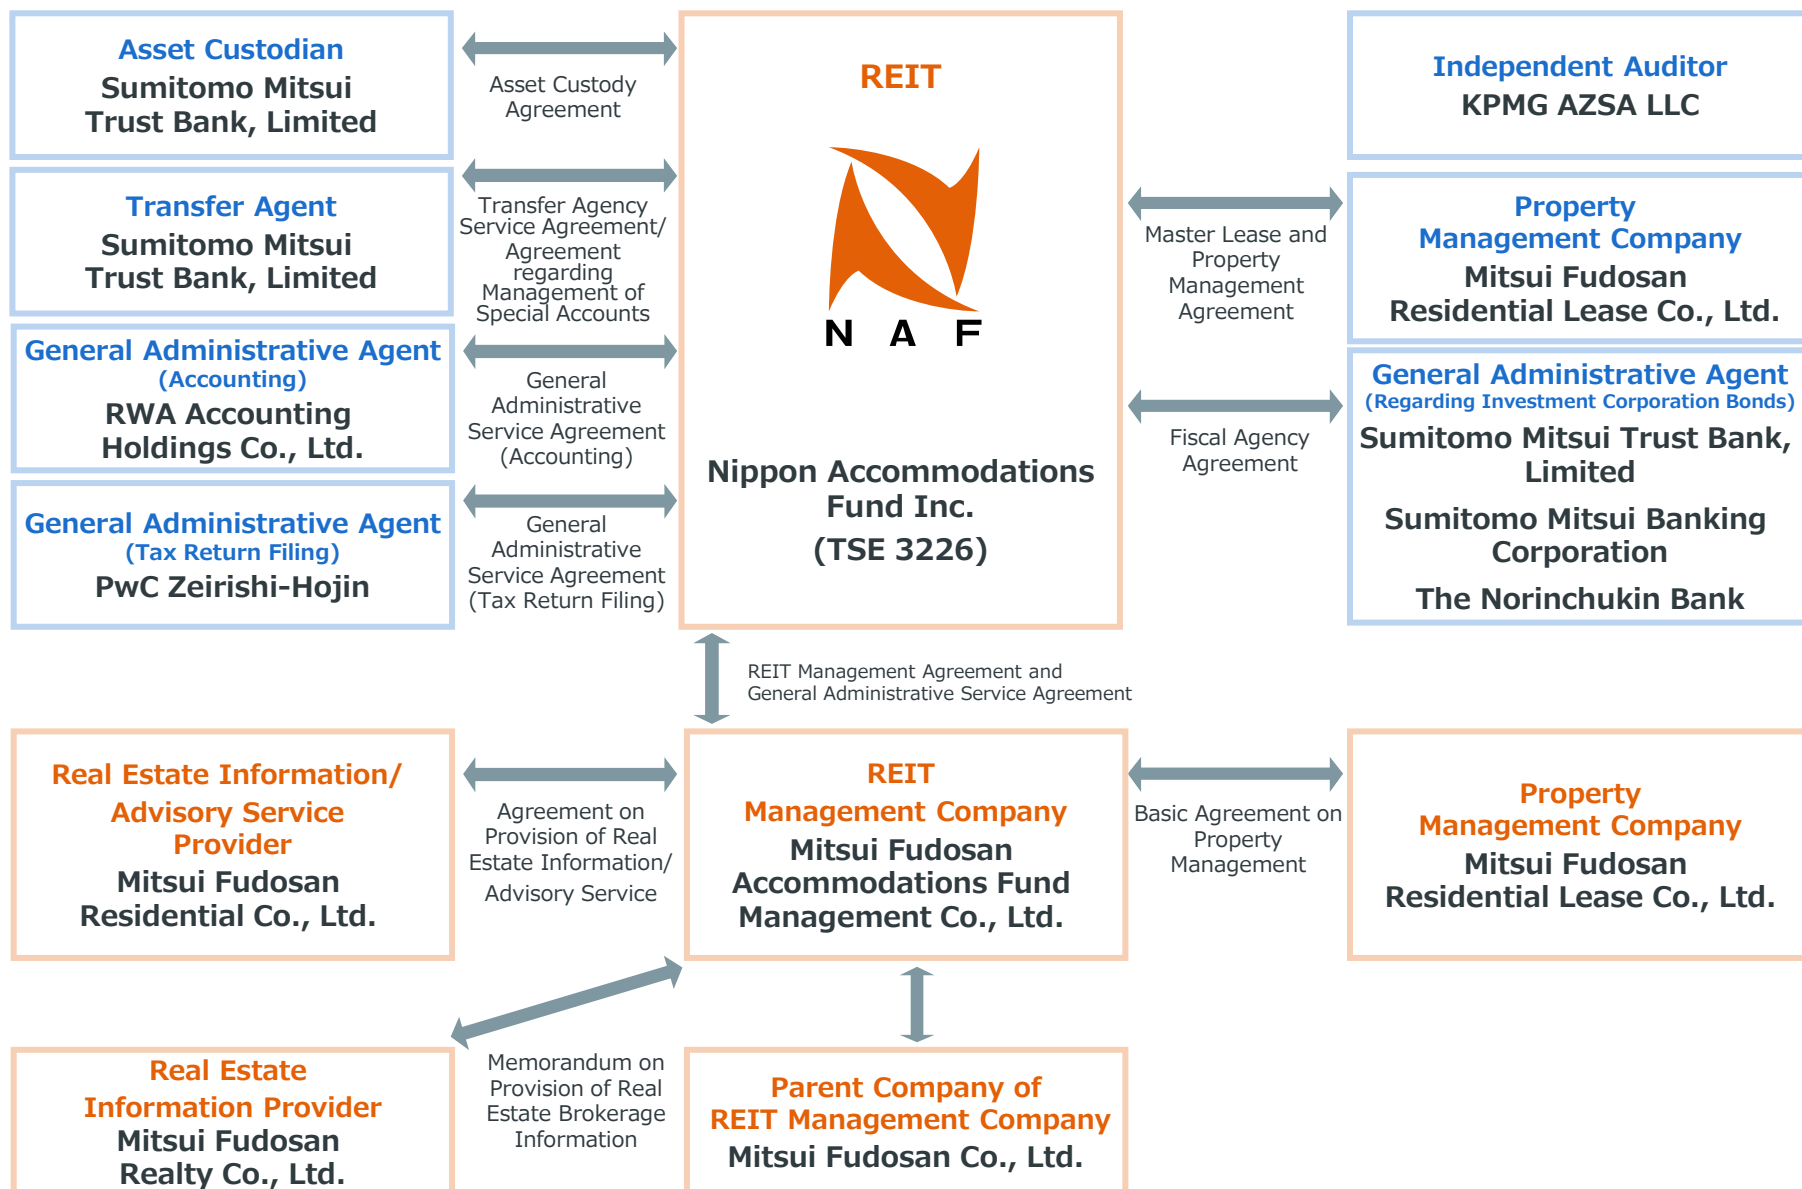 Asset Custodian
Sumitomo Mitsui
Trust Bank, Limited
Asset Custody
Agreement
Transfer Agent
Sumitomo Mitsui
Trust Bank, Limited
Transfer Agency
Service Agreement/
Agreement
regarding
Management of
Special Accounts
General Administrative Agent
(Accounting)
RWA Accounting
Holdings Co., Ltd.
General
Administrative
Service Agreement
(Accounting)
General Administrative Agent
(Tax Return Filing)
PwC Zeirishi-Hojin
General
Administrative
Service Agreement
(Tax Return Filing)
REIT
N A F
Nippon Accommodations
Fund Inc.
(TSE 3226)
Independent Auditor
KPMG AZSA LLC
Master Lease and
Property
Management
Agreement
Property
Management Company
Mitsui Fudosan
Residential Lease Co., Ltd.
Fiscal Agency
Agreement
General Administrative Agent
(Regarding Investment Corporation Bonds)
Sumitomo Mitsui Trust Bank,
Limited
Sumitomo Mitsui Banking
Corporation
The Norinchukin Bank
REIT Management Agreement and
General Administrative Service Agreement
Real Estate Information/
Advisory Service
Provider
Mitsui Fudosan
Residential Co., Ltd.
Agreement on
Provision of Real
Estate Information/
Advisory Service
REIT
Management Company
Mitsui Fudosan
Accommodations Fund
Management Co., Ltd.
Basic Agreement on
Property
Management
Property
Management Company
Mitsui Fudosan
Residential Lease Co., Ltd.
Real Estate
Information Provider
Mitsui Fudosan
Realty Co., Ltd.
Memorandum on
Provision of Real
Estate Brokerage
Information
Parent Company of
REIT Management Company
Mitsui Fudosan Co., Ltd.